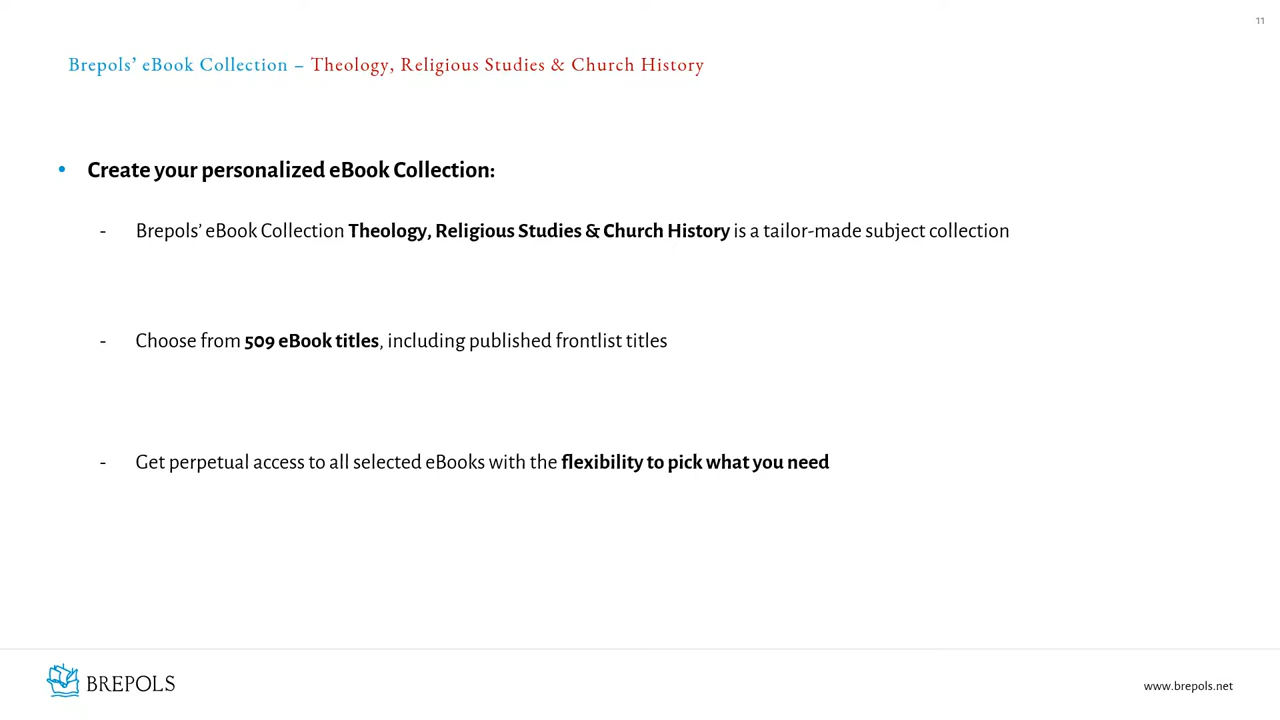 11
Brepols’ eBook Collection – Theology, Religious Studies & Church History
• Create your personalized eBook Collection:
- Brepols’ eBook Collection Theology, Religious Studies & Church History is a tailor-made subject collection
- Choose from 509 eBook titles, including published frontlist titles
- Get perpetual access to all selected eBooks with the flexibility to pick what you need
BREPOLS
www.brepols.net